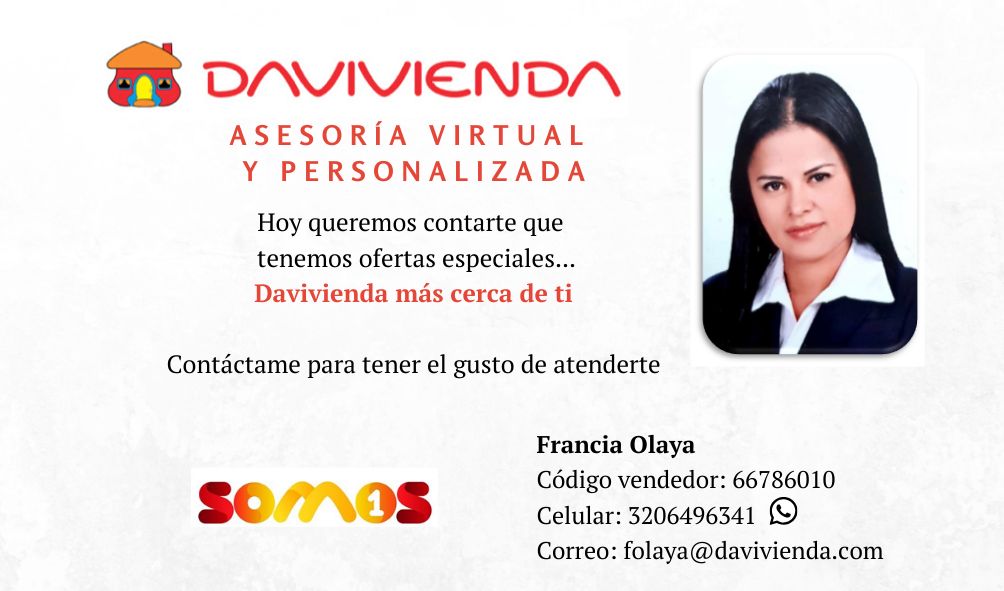 DAVIVIENDA
ASESORÍA VIRTUAL
Y PERSONALIZADA
Hoy queremos contarte que
tenemos ofertas especiales...
Davivienda más cerca de ti
Contáctame para tener el gusto de atenderte
SOMOS
1
Francia Olaya
Código vendedor: 66786010
Celular: 3206496341
Correo: folaya@davivienda.com